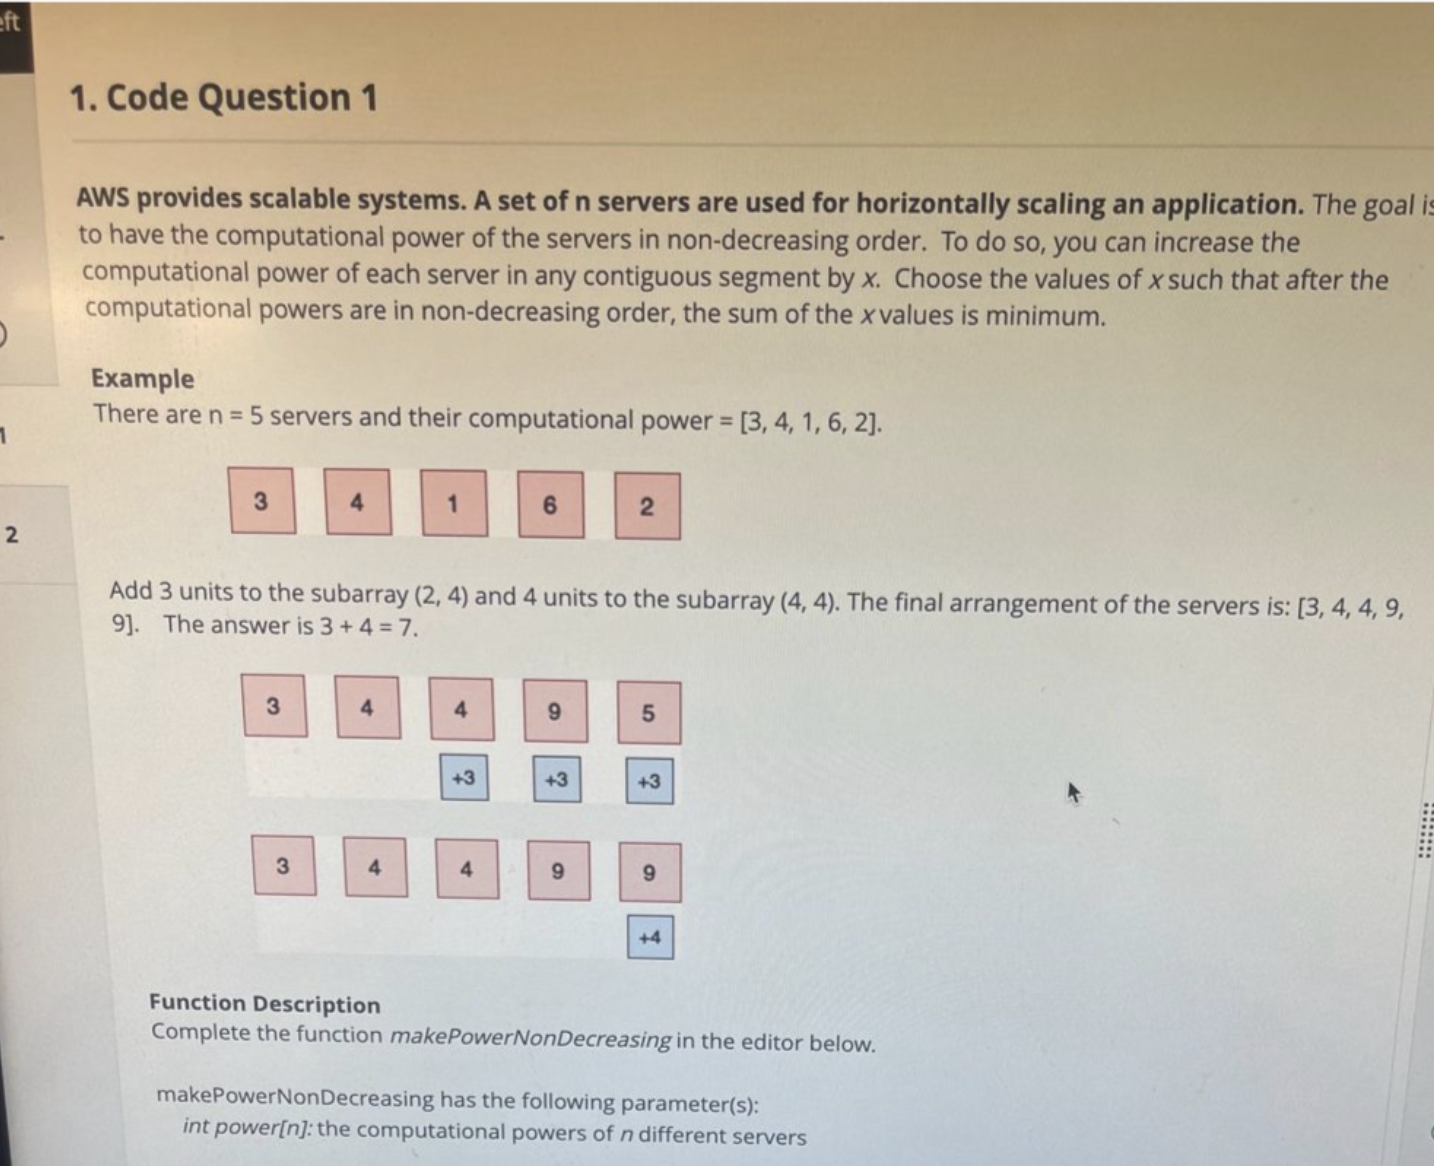 eft
1. Code Question 1
AWS provides scalable systems. A set of n servers are used for horizontally scaling an application. The goal is
to have the computational power of the servers in non-decreasing order. To do so, you can increase the
computational power of each server in any contiguous segment by x. Choose the values of x such that after the
computational powers are in non-decreasing order, the sum of the x values is minimum.
Example
There are n = 5 servers and their computational power = [3, 4, 1, 6, 2].
1
3 4 1 6 2
2
Add 3 units to the subarray (2, 4) and 4 units to the subarray (4, 4). The final arrangement of the servers is: [3, 4, 4, 9,
9]. The answer is 3 + 4 = 7.
3 4 4 9 5
+3 +3 +3
3 4 4 9 9
+4
Function Description
Complete the function makePowerNonDecreasing in the editor below.
makePowerNonDecreasing has the following parameter(s):
int power[n]: the computational powers of n different servers